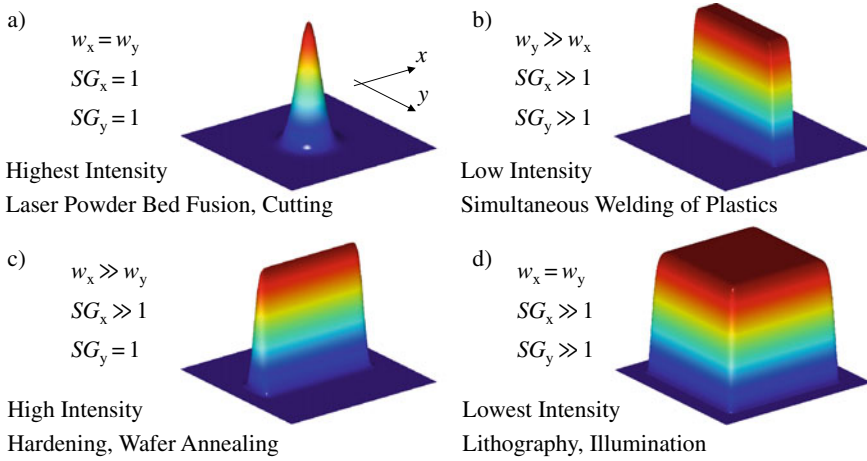 a)
w_x = w_y
SG_x = 1
SG_y = 1
x
y
Highest Intensity
Laser Powder Bed Fusion, Cutting
b)
w_y ≫ w_x
SG_x ≫ 1
SG_y ≫ 1
Low Intensity
Simultaneous Welding of Plastics
c)
w_x ≫ w_y
SG_x ≫ 1
SG_y = 1
High Intensity
Hardening, Wafer Annealing
d)
w_x = w_y
SG_x ≫ 1
SG_y ≫ 1
Lowest Intensity
Lithography, Illumination